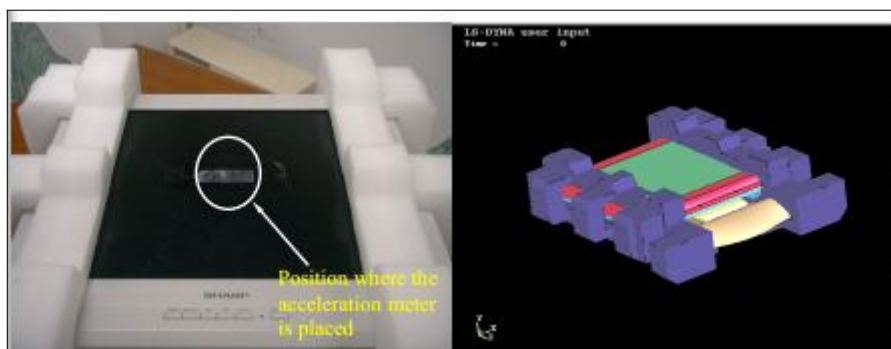 LS-DYNA user input
Time = 0
Position where the
acceleration meter
is placed
SHARP
Y
X